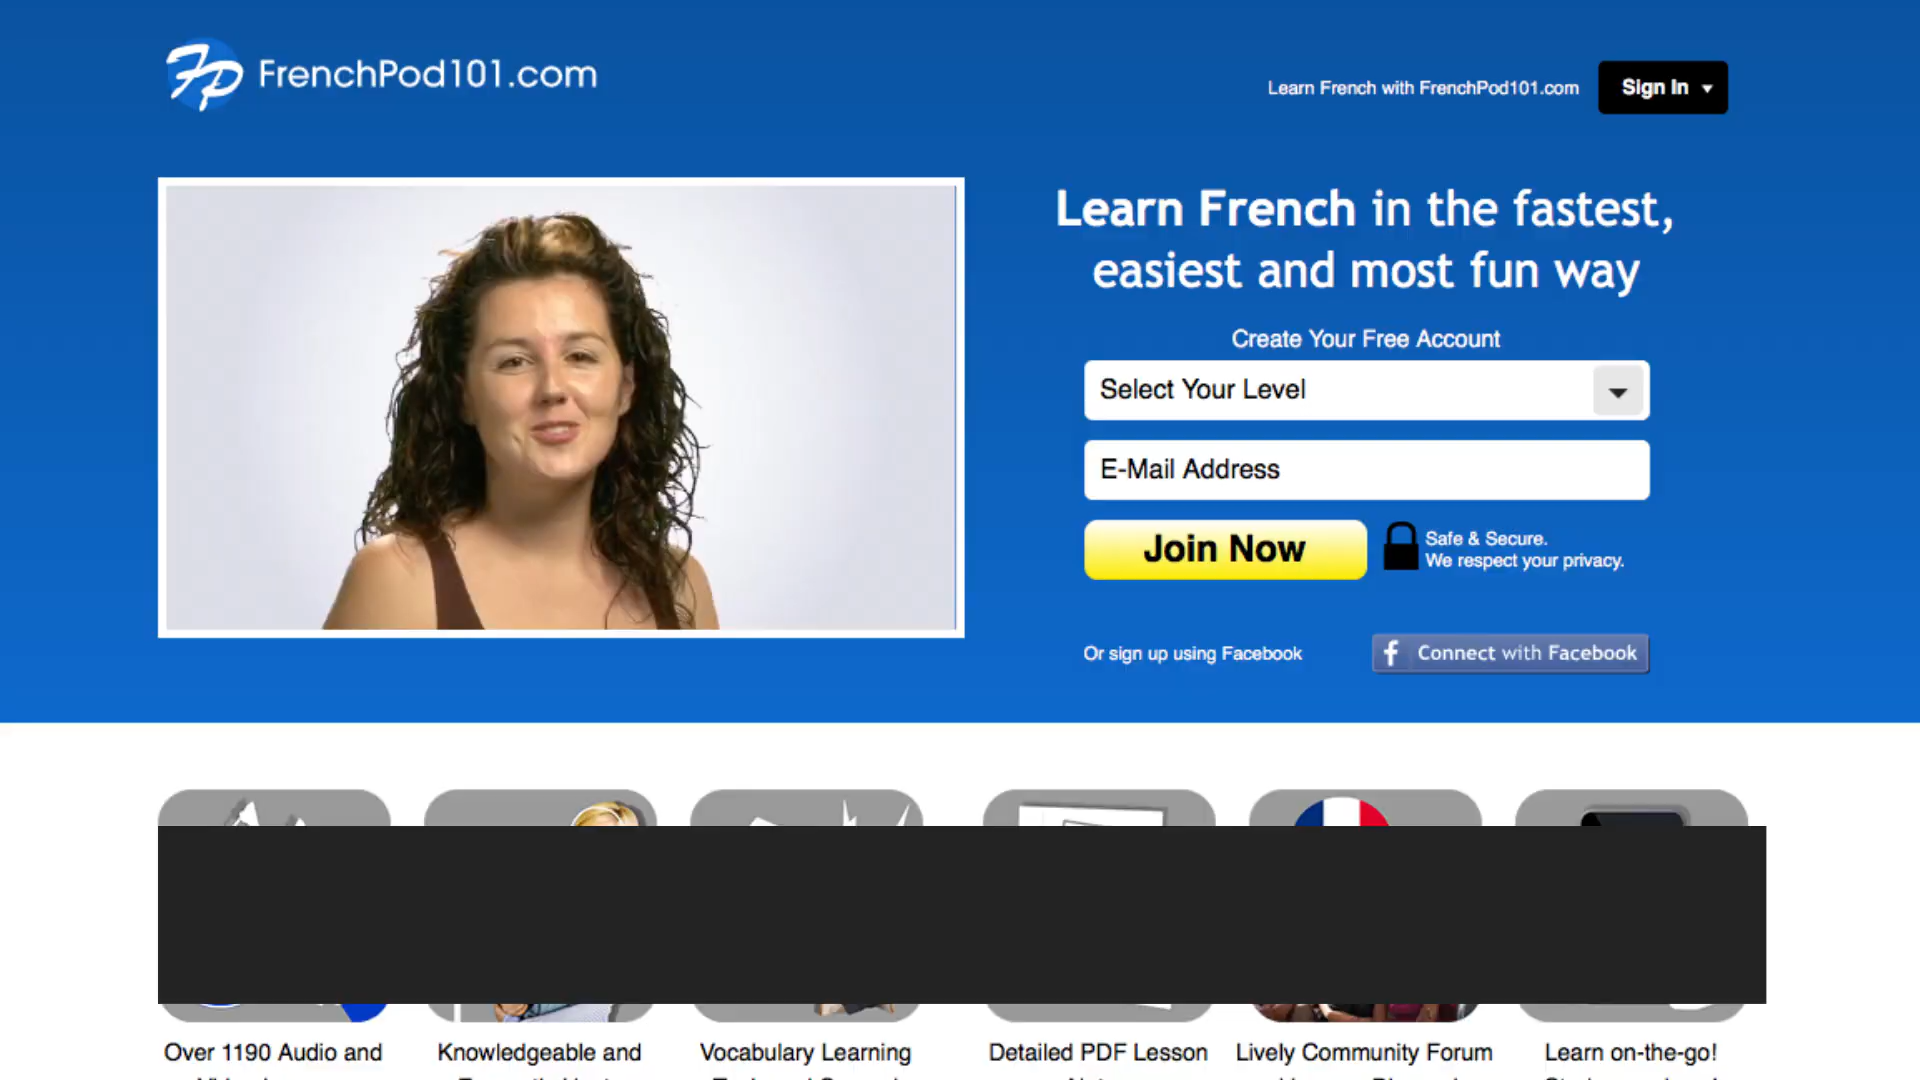 FrenchPod101.com
Learn French with FrenchPod101.com
Sign In
Learn French in the fastest,
easiest and most fun way
Create Your Free Account
Select Your Level
E-Mail Address
Join Now
Safe & Secure.
We respect your privacy.
Or sign up using Facebook
Connect with Facebook
Over 1190 Audio and
Knowledgeable and
Vocabulary Learning
Detailed PDF Lesson
Lively Community Forum
Learn on-the-go!